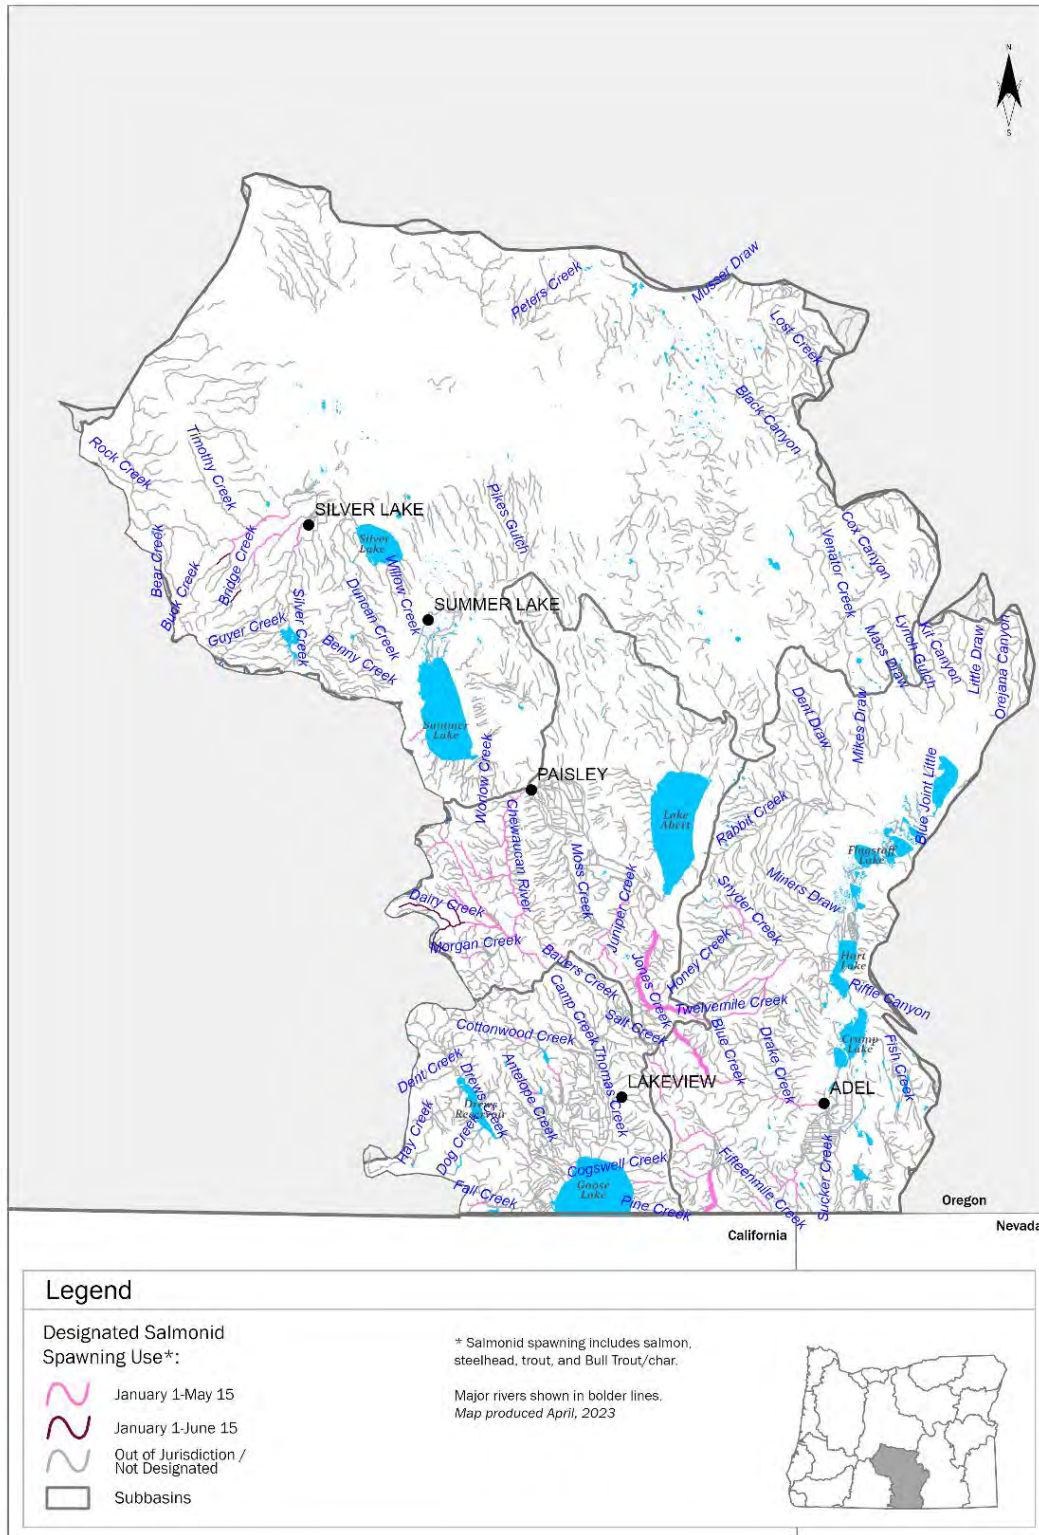 N
S
Musser Draw
Peters Creek
Lost Creek
Black Canyon
Timothy Creek
Rock Creek
Pikes Gulch
SILVER LAKE
Silver
Lake
Cox Canyon
Venator Creek
Bear Creek
Buck Creek
Bridge Creek
Willow Creek
Duncan Creek
SUMMER LAKE
Silver Creek
Guyer Creek
Benny Creek
Macs Draw
Lynch Gulch
Kit Canyon
Little Draw
Orejana Canyon
Dent Draw
Mikes Draw
Summer
Lake
Worlow Creek
PAISLEY
Blue Joint Little
Chewaucan River
Lake
Abert
Rabbit Creek
Flagstaff
Lake
Moss Creek
Juniper Creek
Miners Draw
Snyder Creek
Dairy Creek
Morgan Creek
Honey Creek
Hart
Lake
Bauers Creek
Jones Creek
Riffle Canyon
Camp Creek
Twelvemile Creek
Salt Creek
Cottonwood Creek
Blue Creek
Drake Creek
Crump
Lake
Fish Creek
Dent Creek
Drews Creek
Antelope Creek
Thomas Creek
LAKEVIEW
ADEL
Drews
Reservoir
Hay Creek
Dog Creek
Cogswell Creek
Fifteenmile Creek
Sucker Creek
Fall Creek
Goose
Lake
Pine Creek
Oregon
California
Nevada
Legend
Designated Salmonid
Spawning Use*:
January 1-May 15
January 1-June 15
Out of Jurisdiction /
Not Designated
Subbasins
* Salmonid spawning includes salmon,
steelhead, trout, and Bull Trout/char.
Major rivers shown in bolder lines.
Map produced April, 2023